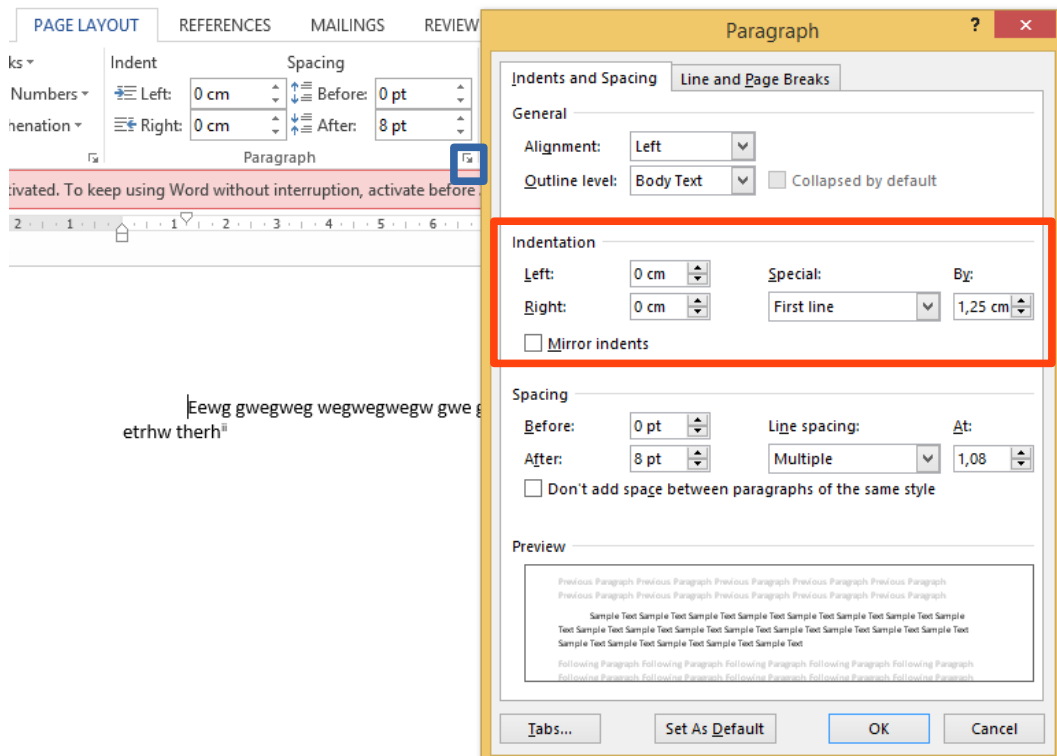 PAGE LAYOUT REFERENCES MAILINGS REVIEW
ks Indent Spacing
Numbers Left: 0 cm Before: 0 pt
henation Right: 0 cm After: 8 pt
Paragraph
ivated. To keep using Word without interruption, activate before
2 1 1 2 3 4 5 6
Eewg gwegweg wegwegwegw gwe g
etrhw therhⁱⁱ
Paragraph ? ×
Indents and Spacing Line and Page Breaks
General
Alignment: Left
Outline level: Body Text Collapsed by default
Indentation
Left: 0 cm Special: By:
Right: 0 cm First line 1,25 cm
Mirror indents
Spacing
Before: 0 pt Line spacing: At:
After: 8 pt Multiple 1,08
Don't add space between paragraphs of the same style
Preview
Previous Paragraph Previous Paragraph Previous Paragraph Previous Paragraph Previous Paragraph
Previous Paragraph Previous Paragraph Previous Paragraph Previous Paragraph Previous Paragraph
Sample Text Sample Text Sample Text Sample Text Sample Text Sample Text Sample Text Sample
Text Sample Text Sample Text Sample Text Sample Text Sample Text Sample Text Sample Text Sample Text
Sample Text Sample Text Sample Text Sample Text Sample Text
Following Paragraph Following Paragraph Following Paragraph Following Paragraph Following Paragraph
Following Paragraph Following Paragraph Following Paragraph Following Paragraph Following Paragraph
Tabs... Set As Default OK Cancel